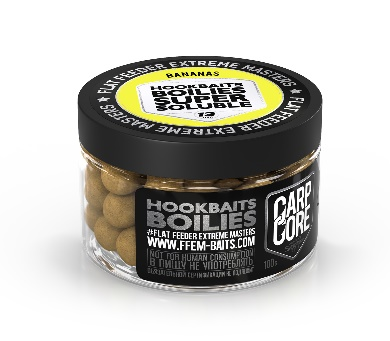 FLAT FEEDER EXTREME MASTERS ★ FLAT FEEDER EXTREME MASTERS ★
BANANAS
HOOKBAITS
BOILIES
SUPER
SOLUBLE
HOOKBAITS
BOILIES
#FLAT FEEDER EXTREME MASTERS
WWW.FFEM-BAITS.COM
NOT FOR HUMAN CONSUMPTION
В ПИЩУ НЕ УПОТРЕБЛЯТЬ
CARP
CORE